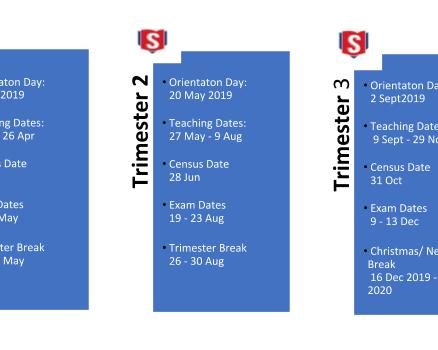 aton Day:
2019
ng Dates:
26 Apr
Date
Dates
May
ter Break
May
S
Trimester 2
• Orientaton Day:
20 May 2019
• Teaching Dates:
27 May - 9 Aug
• Census Date
28 Jun
• Exam Dates
19 - 23 Aug
• Trimester Break
26 - 30 Aug
S
Trimester 3
• Orientaton Da
2 Sept2019
• Teaching Date
9 Sept - 29 No
• Census Date
31 Oct
• Exam Dates
9 - 13 Dec
• Christmas/ Ne
Break
16 Dec 2019 -
2020